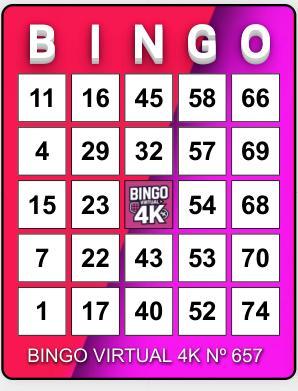 B I N G O
11 16 45 58 66
4 29 32 57 69
15 23 BINGO VIRTUAL 4K 54 68
7 22 43 53 70
1 17 40 52 74
BINGO VIRTUAL 4K Nº 657